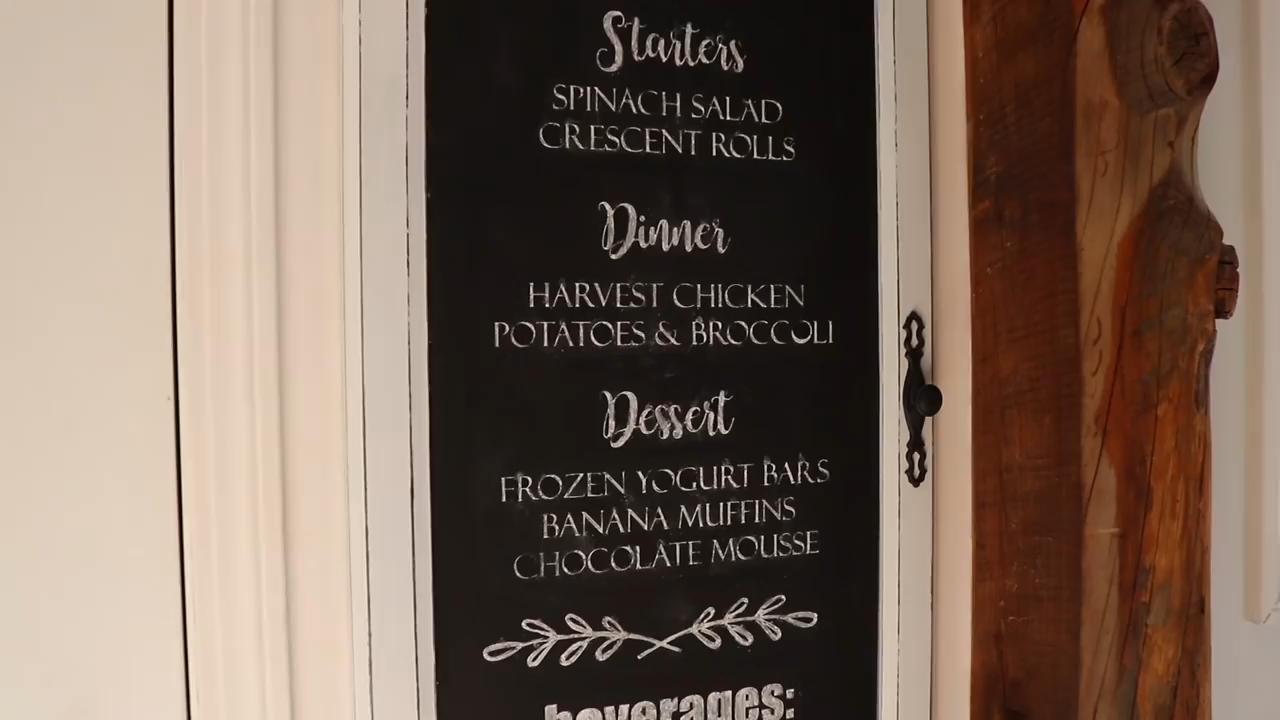 Starters
SPINACH SALAD
CRESCENT ROLLS
Dinner
HARVEST CHICKEN
POTATOES & BROCCOLI
Dessert
FROZEN YOGURT BARS
BANANA MUFFINS
CHOCOLATE MOUSSE
beverages: